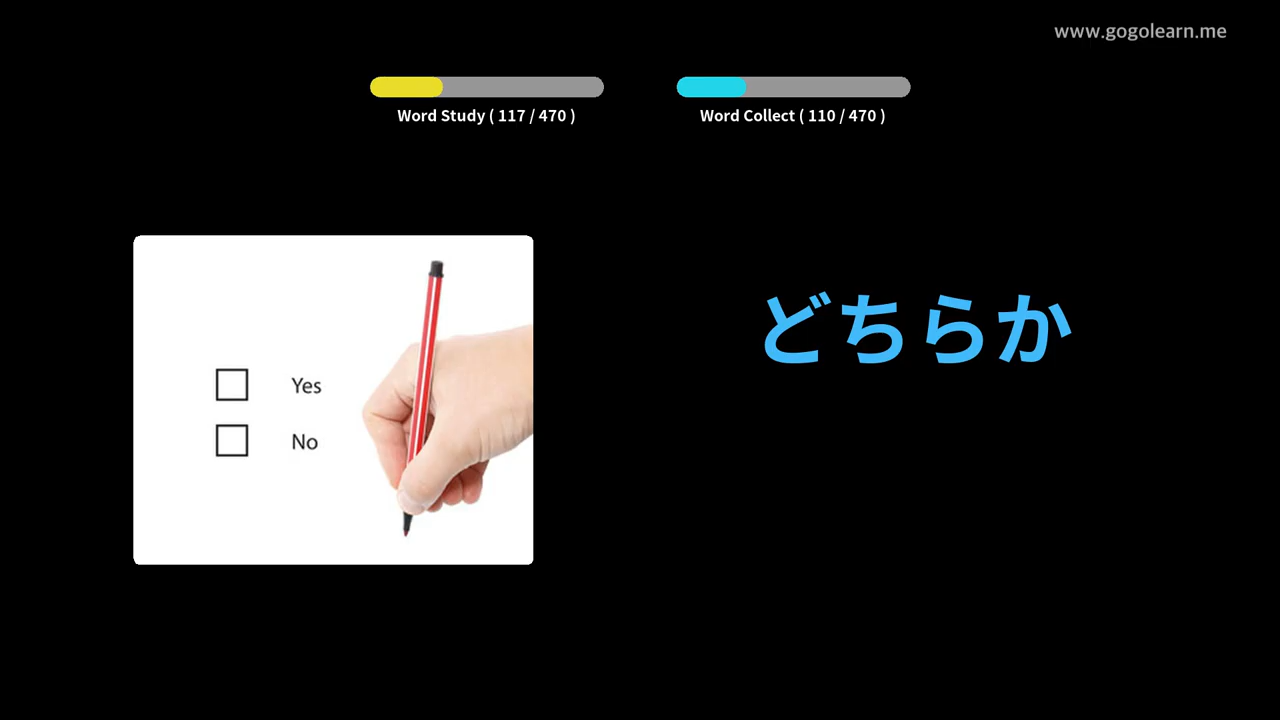 www.gogolearn.me
Word Study ( 117 / 470 )
Word Collect ( 110 / 470 )
どちらか
Yes
No